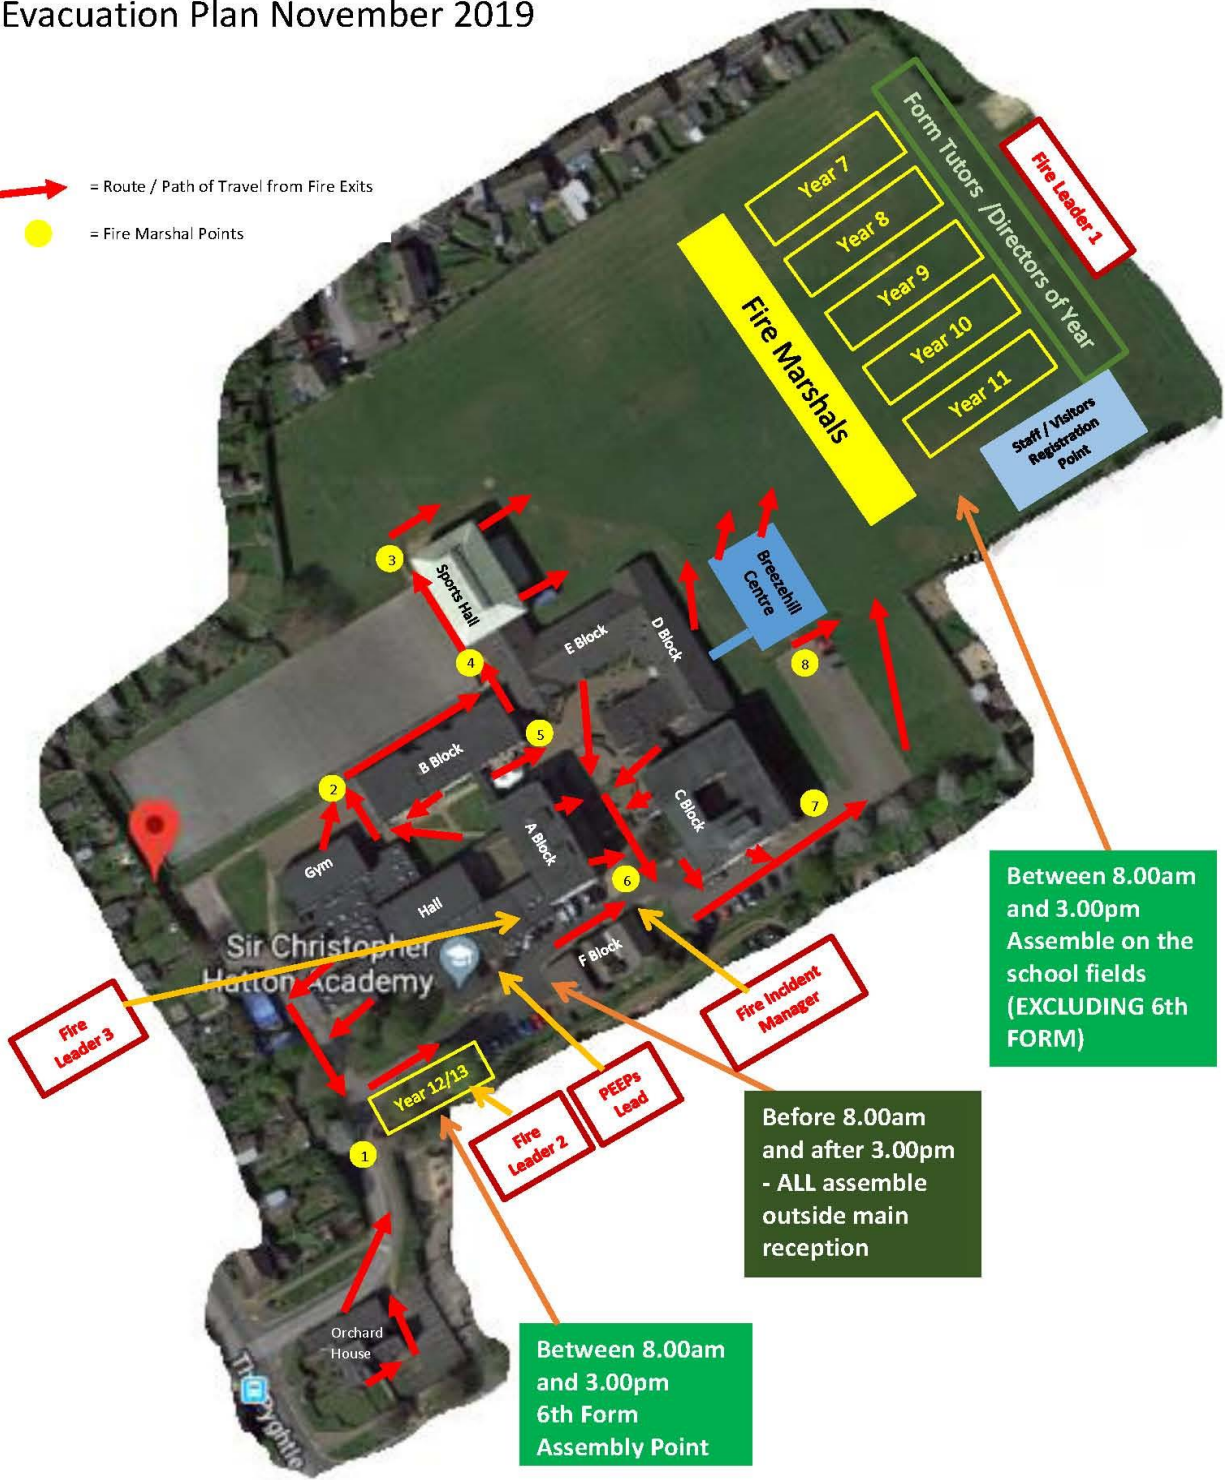 Evacuation Plan November 2019
= Route / Path of Travel from Fire Exits
= Fire Marshal Points
Form Tutors /Directors of Year
Fire Leader 1
Year 7
Year 8
Year 9
Year 10
Year 11
Fire Marshals
Staff / Visitors
Registration
Point
3
Sports Hall
Breezehill
Centre
E Block
D Block
4
8
5
B Block
2
7
C Block
A Block
Gym
6
Hall
F Block
Sir Christopher
Hatton Academy
Fire
Leader 3
Fire Incident
Manager
Between 8.00am
and 3.00pm
Assemble on the
school fields
(EXCLUDING 6th
FORM)
Year 12/13
PEEPs
Lead
Fire
Leader 2
1
Before 8.00am
and after 3.00pm
- ALL assemble
outside main
reception
Orchard
House
The Pyghtle
Between 8.00am
and 3.00pm
6th Form
Assembly Point